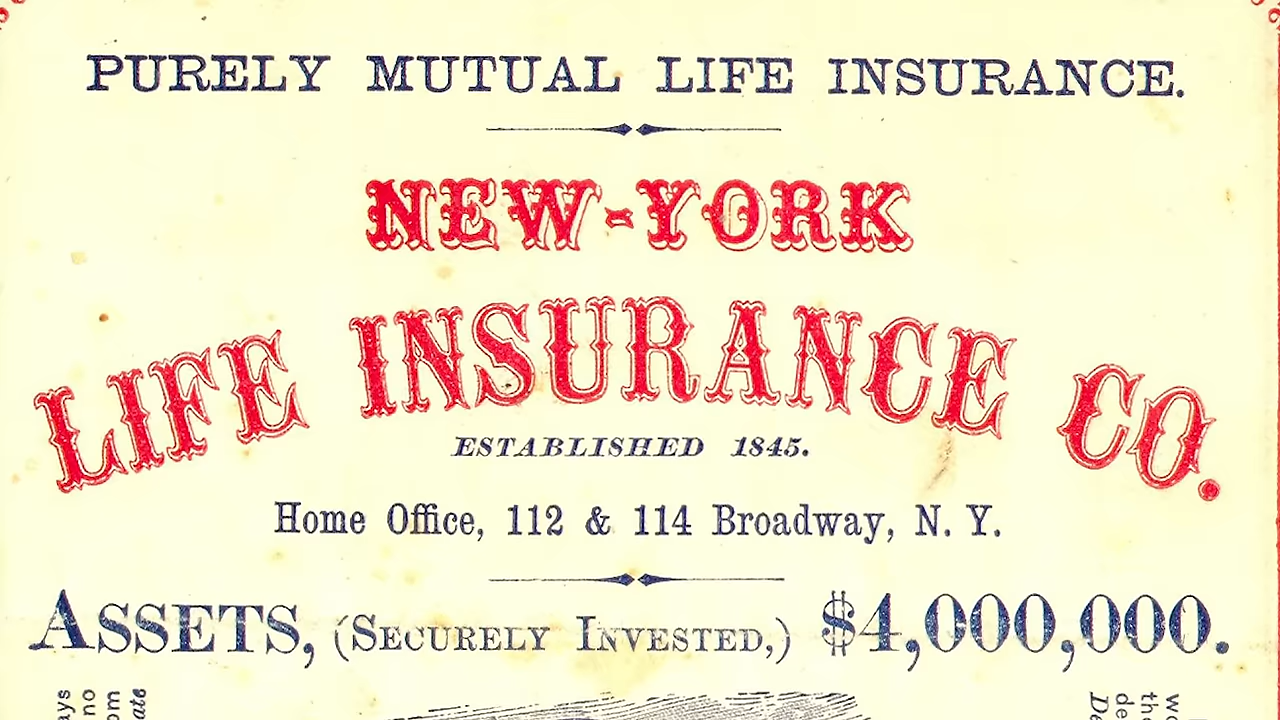 PURELY MUTUAL LIFE INSURANCE.
NEW-YORK
LIFE INSURANCE CO.
ESTABLISHED 1845.
Home Office, 112 & 114 Broadway, N. Y.
ASSETS, (SECURELY INVESTED,) $4,000,000.
no